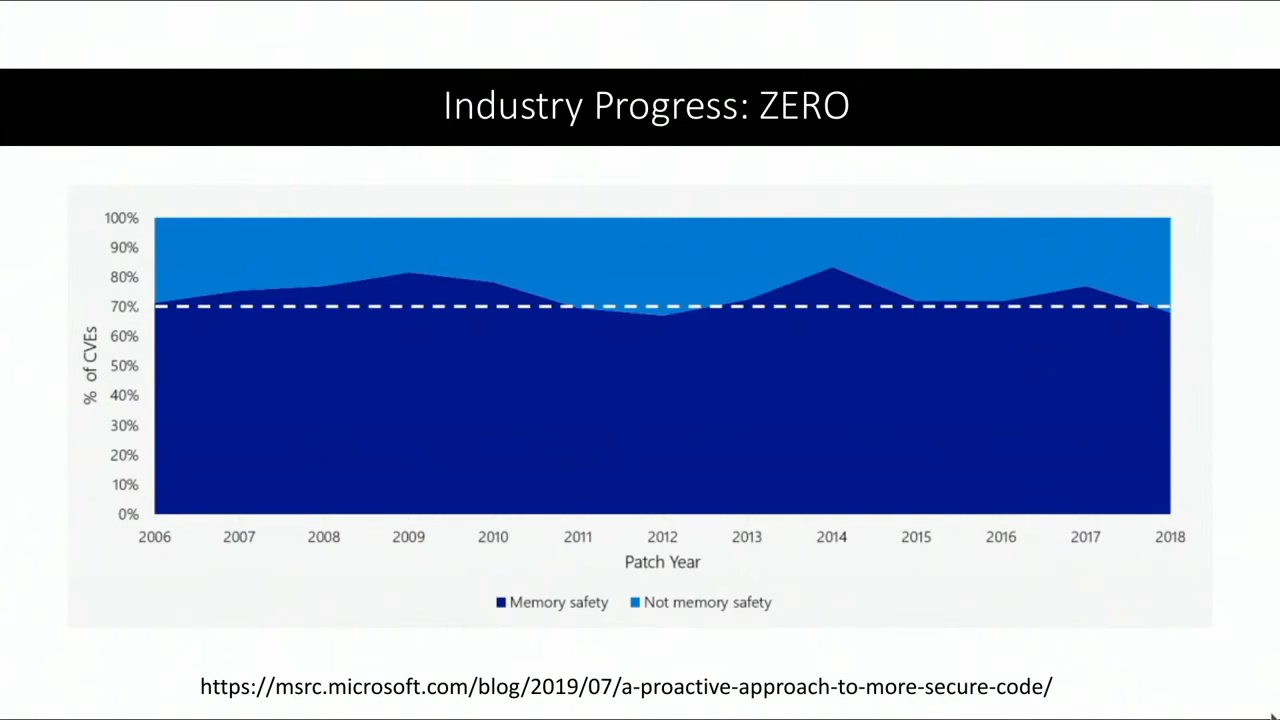 Industry Progress: ZERO
100%
90%
80%
70%
60%
50%
40%
30%
20%
10%
0%
% of CVEs
2006 2007 2008 2009 2010 2011 2012 2013 2014 2015 2016 2017 2018
Patch Year
Memory safety Not memory safety
https://msrc.microsoft.com/blog/2019/07/a-proactive-approach-to-more-secure-code/